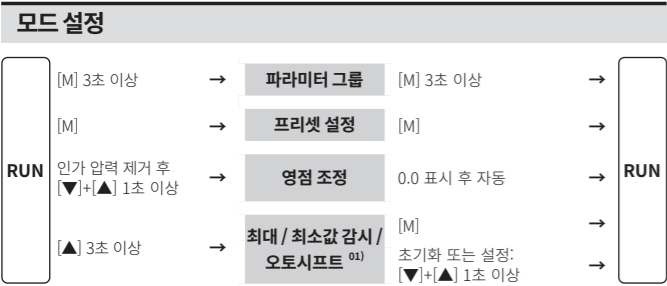 모드 설정
RUN
[M] 3초 이상 → 파라미터 그룹 [M] 3초 이상 →
[M] → 프리셋 설정 [M] →
인가 압력 제거 후
[▼]+[▲] 1초 이상 → 영점 조정 0.0 표시 후 자동 →
[▲] 3초 이상 → 최대 / 최소값 감시 /
오토시프트 01)
[M] →
초기화 또는 설정:
[▼]+[▲] 1초 이상 →
RUN